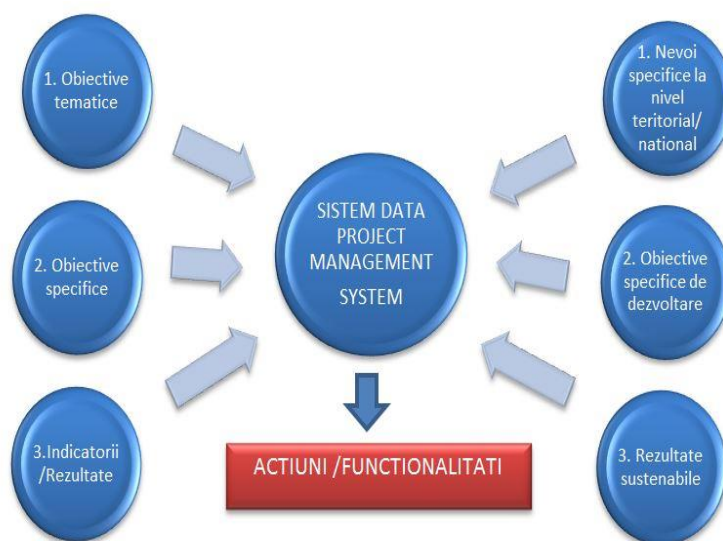 1. Obiective
tematice
2. Obiective
specifice
3.Indicatorii
/Rezultate
SISTEM DATA
PROJECT
MANAGEMENT
SYSTEM
ACTIUNI /FUNCTIONALITATI
1. Nevoi
specifice la
nivel
teritorial/
national
2. Obiective
specifice de
dezvoltare
3. Rezultate
sustenabile